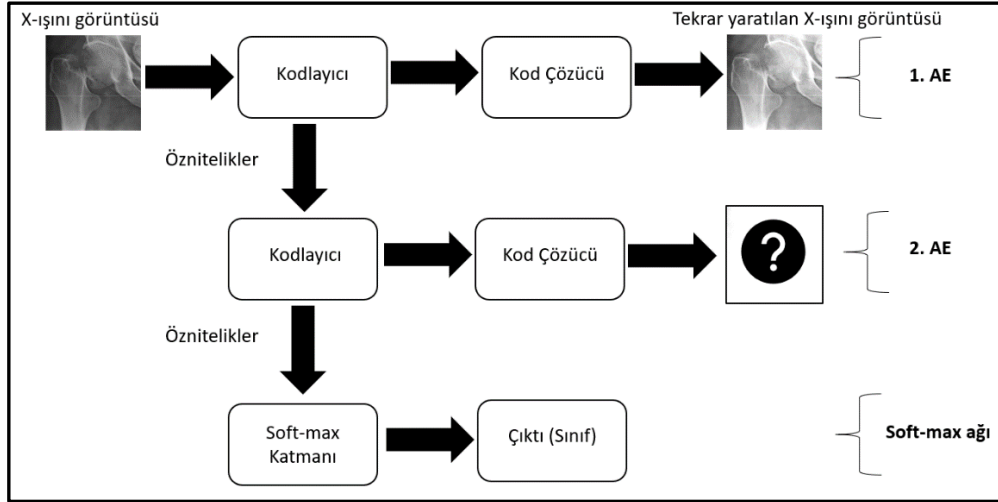 X-ışını görüntüsü
Tekrar yaratılan X-ışını görüntüsü
Kodlayıcı
Kod Çözücü
1. AE
Öznitelikler
Kodlayıcı
Kod Çözücü
?
2. AE
Öznitelikler
Soft-max
Katmanı
Çıktı (Sınıf)
Soft-max ağı